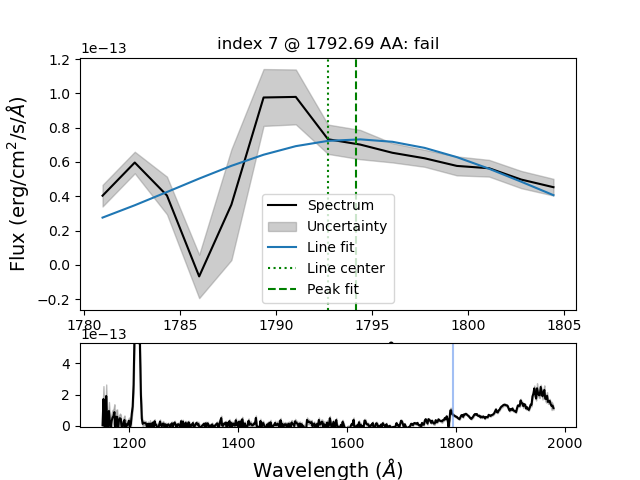 index 7 @ 1792.69 AA: fail
1e−13
1.2
1.0
0.8
0.6
0.4
0.2
0.0
−0.2
Flux (erg/cm²/s/Å)
Spectrum
Uncertainty
Line fit
Line center
Peak fit
1780 1785 1790 1795 1800 1805
1e−13
4
2
0
1200 1400 1600 1800 2000
Wavelength (Å)